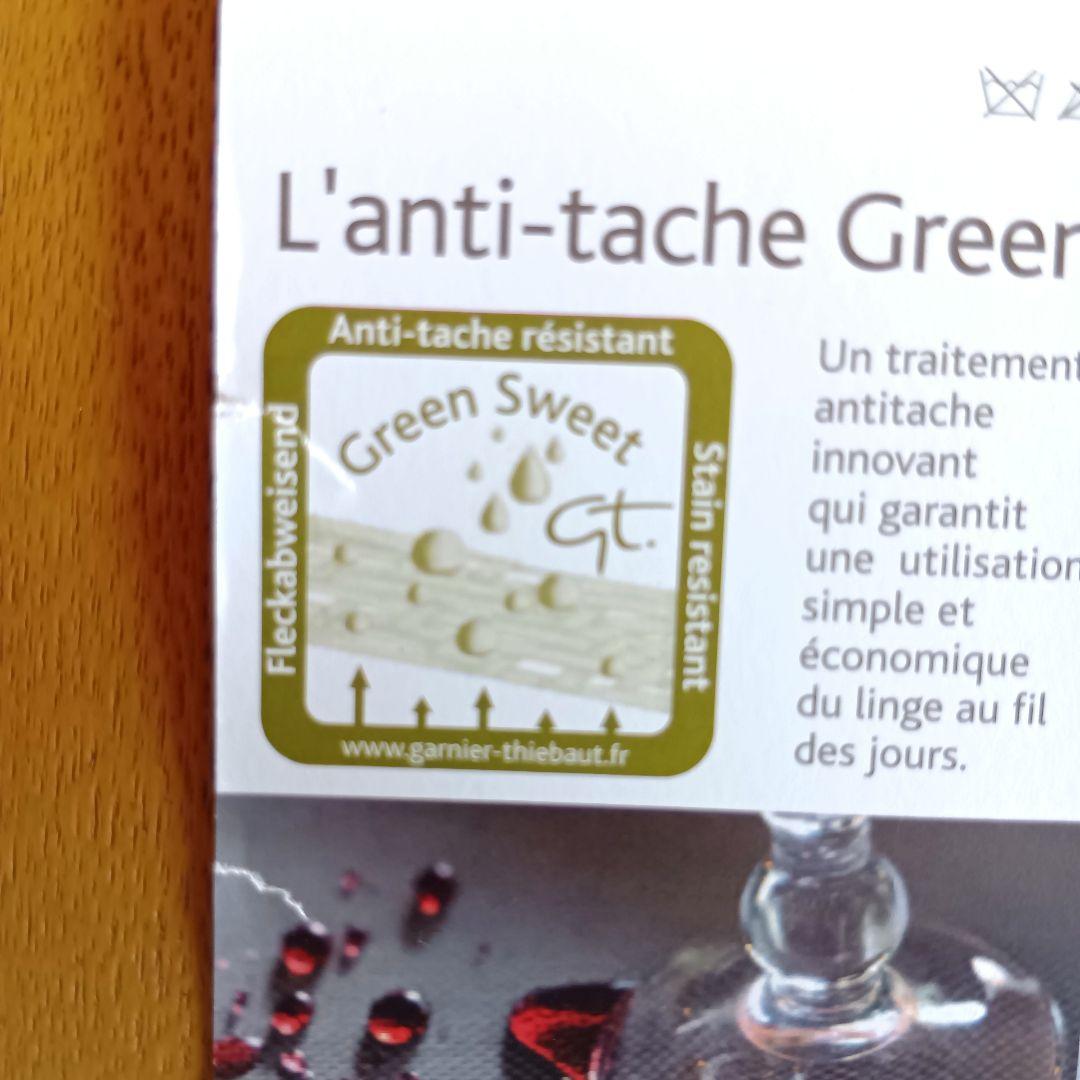 L'anti-tache Green
Anti-tache résistant
Green Sweet
Gt.
Fleckabweisend
Stain resistant
www.garnier-thiebaut.fr
Un traitement
antitache
innovant
qui garantit
une utilisation
simple et
économique
du linge au fil
des jours.